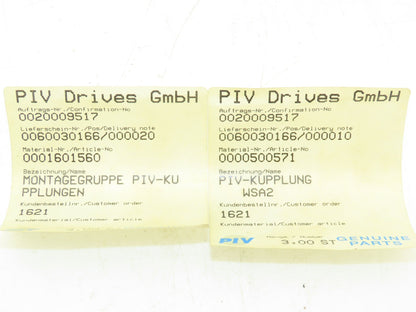 PIV Drives GmbH
Auftrags-Nr./Confirmation-No
0020009517
Lieferschein-Nr./Pos/Delivery note
0060030166/000020
Material-Nr./Article-No
0001601560
Bezeichnung/Name
MONTAGEGRUPPE PIV-KU
PPLUNGEN
Kundenbestellnr./Customer order
1621
Kundenmaterial/Customer article
PIV Drives GmbH
Auftrags-Nr./Confirmation-No
0020009517
Lieferschein-Nr./Pos/Delivery note
0060030166/000010
Material-Nr./Article-No
0000500571
Bezeichnung/Name
PIV-KUPPLUNG
WSA2
Kundenbestellnr./Customer order
1621
Kundenmaterial/Customer article
PIV
3.00 ST
GENUINE
PARTS